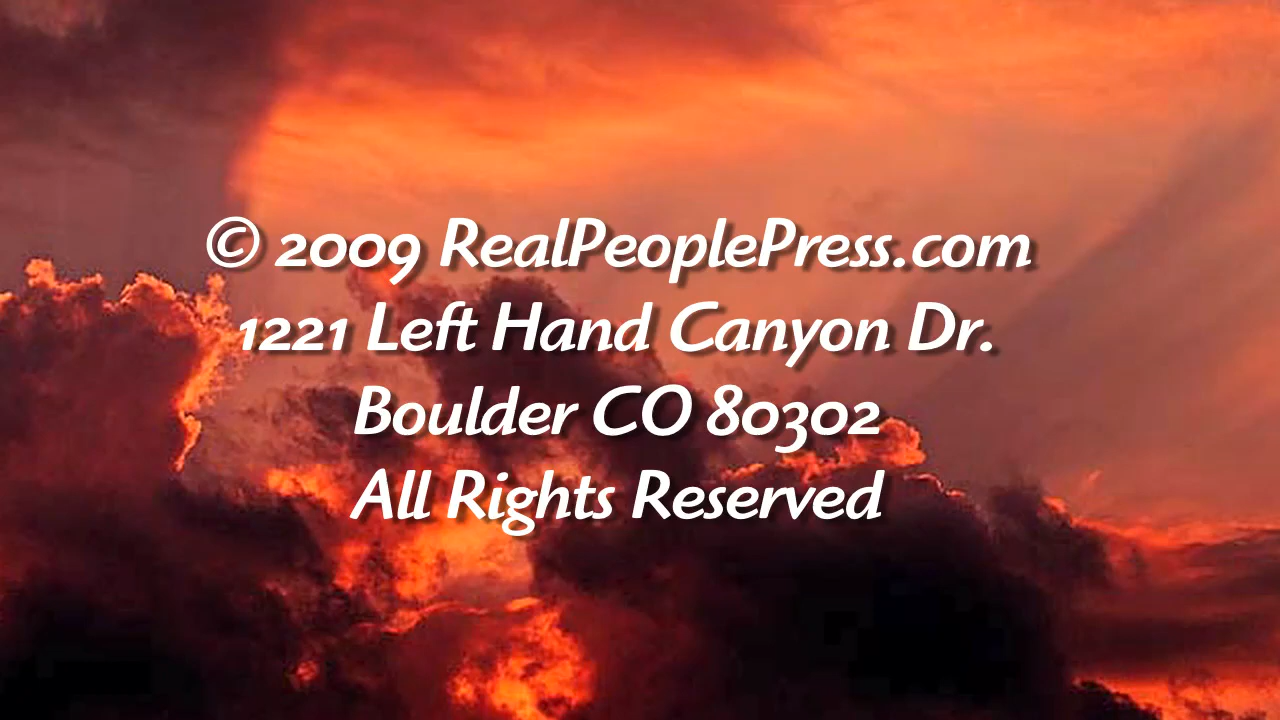 © 2009 RealPeoplePress.com
1221 Left Hand Canyon Dr.
Boulder CO 80302
All Rights Reserved